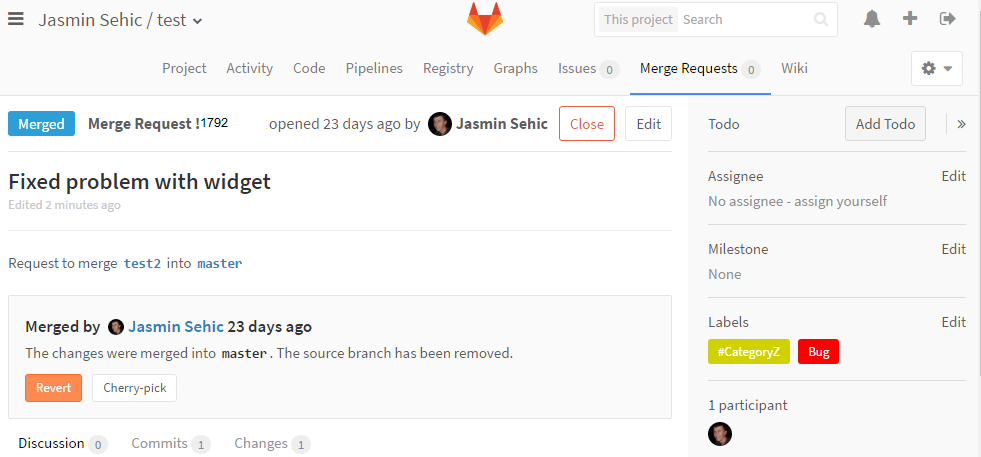 Jasmin Sehic / test
This project Search
Project Activity Code Pipelines Registry Graphs Issues 0 Merge Requests 0 Wiki
Merged Merge Request !1792 opened 23 days ago by Jasmin Sehic Close Edit
Fixed problem with widget
Edited 2 minutes ago
Request to merge test2 into master
Merged by Jasmin Sehic 23 days ago
The changes were merged into master. The source branch has been removed.
Revert Cherry-pick
Discussion 0 Commits 1 Changes 1
Todo Add Todo »
Assignee Edit
No assignee - assign yourself
Milestone Edit
None
Labels Edit
#CategoryZ Bug
1 participant